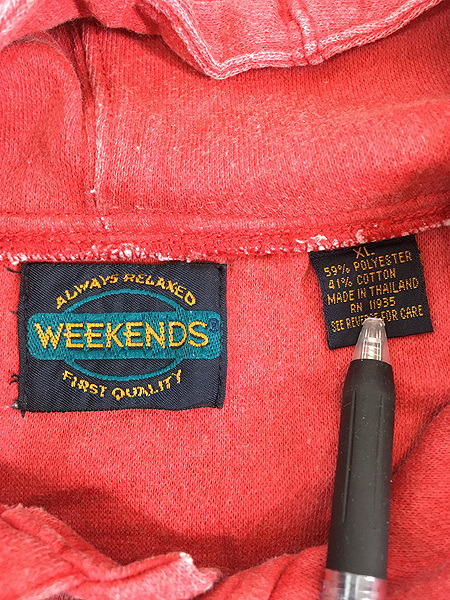 ALWAYS RELAXED
WEEKENDS®
FIRST QUALITY
XL
59% POLYESTER
41% COTTON
MADE IN THAILAND
RN 11935
SEE REVERSE FOR CARE